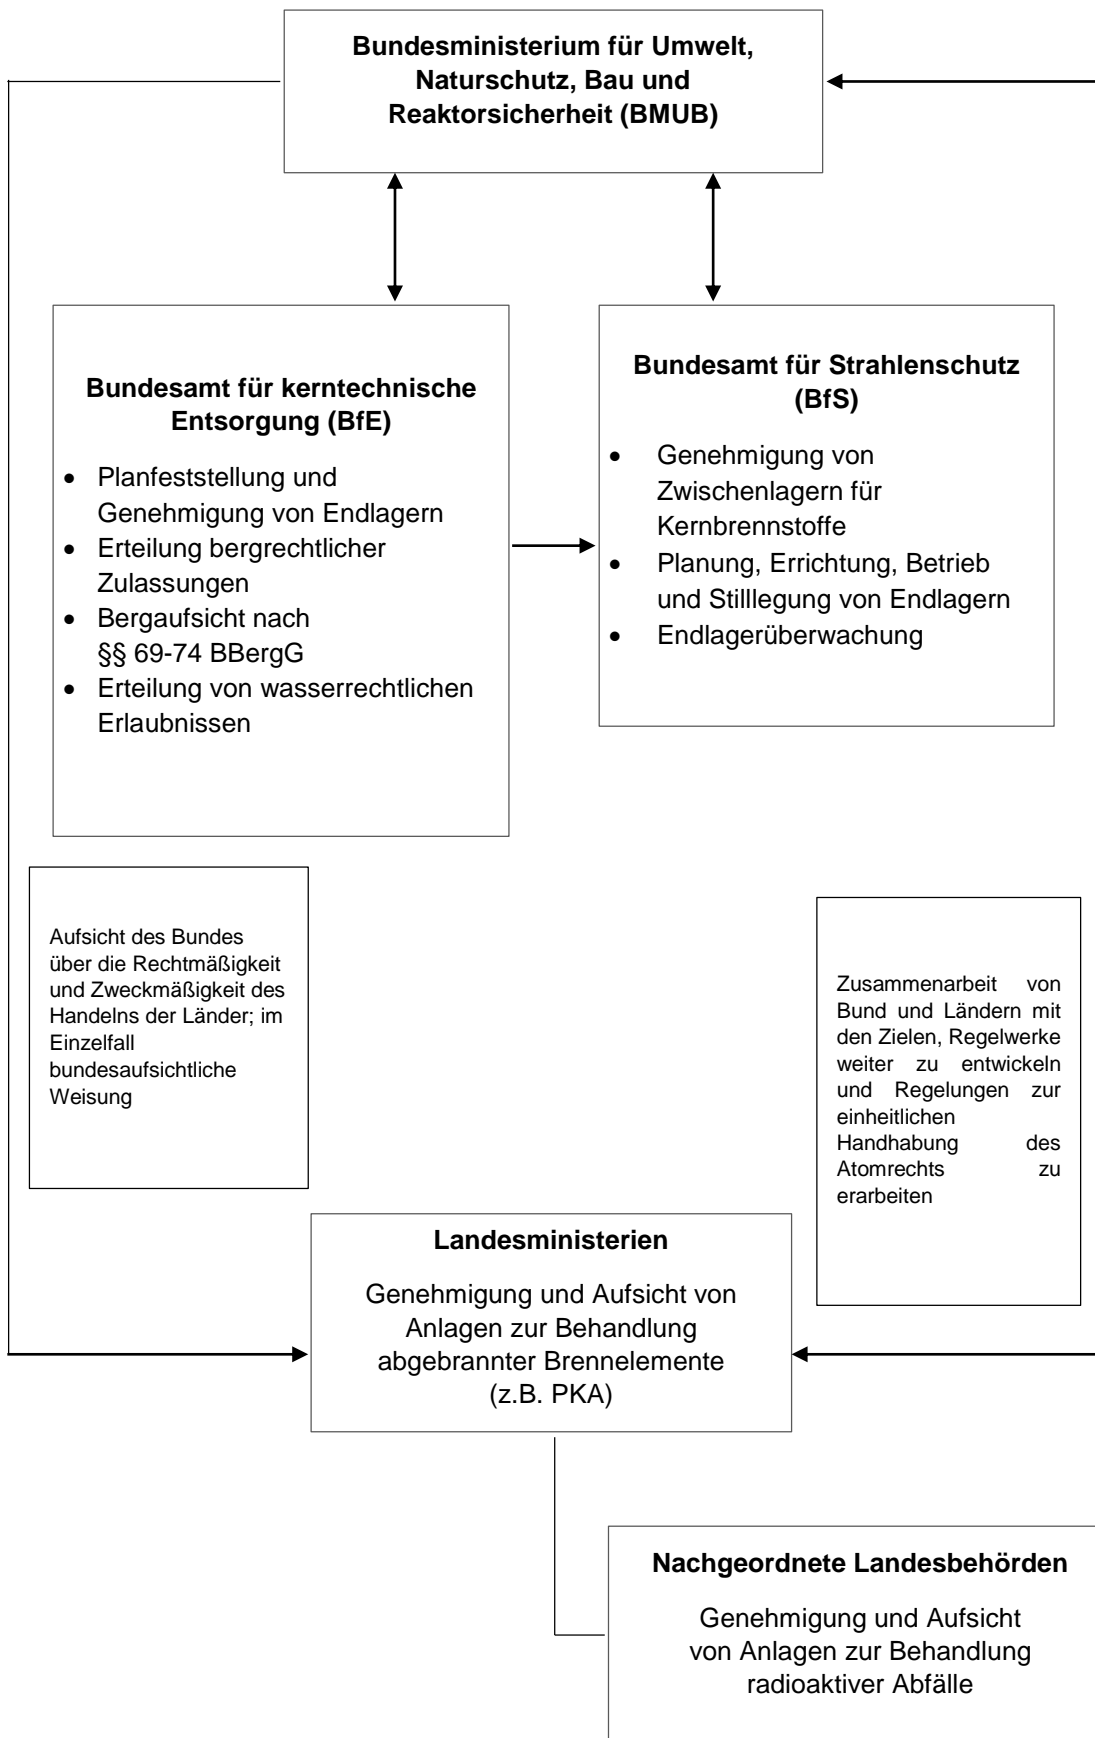 Bundesministerium für Umwelt,
Naturschutz, Bau und
Reaktorsicherheit (BMUB)
Bundesamt für kerntechnische
Entsorgung (BfE)
• Planfeststellung und
Genehmigung von Endlagern
• Erteilung bergrechtlicher
Zulassungen
• Bergaufsicht nach
§§ 69-74 BBergG
• Erteilung von wasserrechtlichen
Erlaubnissen
Bundesamt für Strahlenschutz
(BfS)
• Genehmigung von
Zwischenlagern für
Kernbrennstoffe
• Planung, Errichtung, Betrieb
und Stilllegung von Endlagern
• Endlagerüberwachung
Aufsicht des Bundes
über die Rechtmäßigkeit
und Zweckmäßigkeit des
Handelns der Länder; im
Einzelfall
bundesaufsichtliche
Weisung
Zusammenarbeit von
Bund und Ländern mit
den Zielen, Regelwerke
weiter zu entwickeln
und Regelungen zur
einheitlichen
Handhabung des
Atomrechts zu
erarbeiten
Landesministerien
Genehmigung und Aufsicht von
Anlagen zur Behandlung
abgebrannter Brennelemente
(z.B. PKA)
Nachgeordnete Landesbehörden
Genehmigung und Aufsicht
von Anlagen zur Behandlung
radioaktiver Abfälle